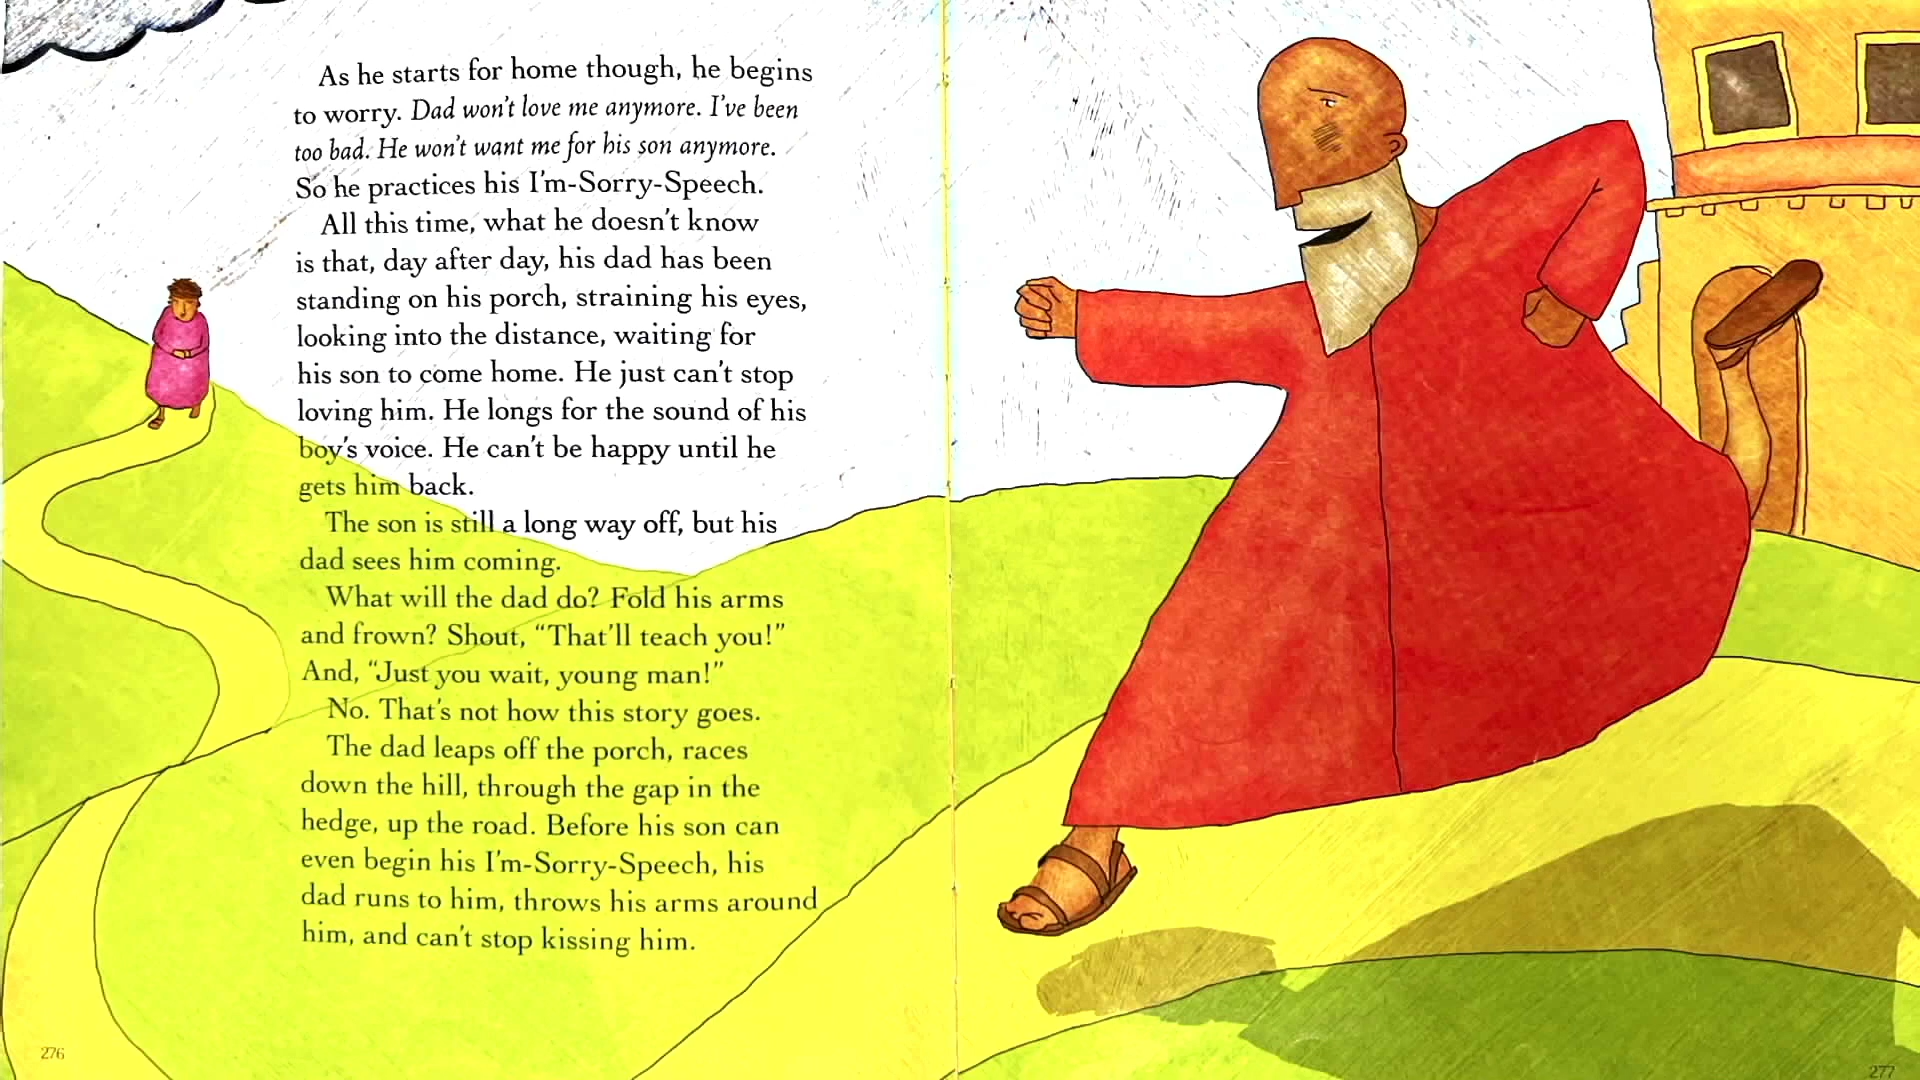 As he starts for home though, he begins
to worry. Dad won't love me anymore. I've been
too bad. He won't want me for his son anymore.
So he practices his I'm-Sorry-Speech.
All this time, what he doesn't know
is that, day after day, his dad has been
standing on his porch, straining his eyes,
looking into the distance, waiting for
his son to come home. He just can't stop
loving him. He longs for the sound of his
boy's voice. He can't be happy until he
gets him back.
The son is still a long way off, but his
dad sees him coming.
What will the dad do? Fold his arms
and frown? Shout, “That'll teach you!”
And, “Just you wait, young man!”
No. That's not how this story goes.
The dad leaps off the porch, races
down the hill, through the gap in the
hedge, up the road. Before his son can
even begin his I'm-Sorry-Speech, his
dad runs to him, throws his arms around
him, and can't stop kissing him.
276
277